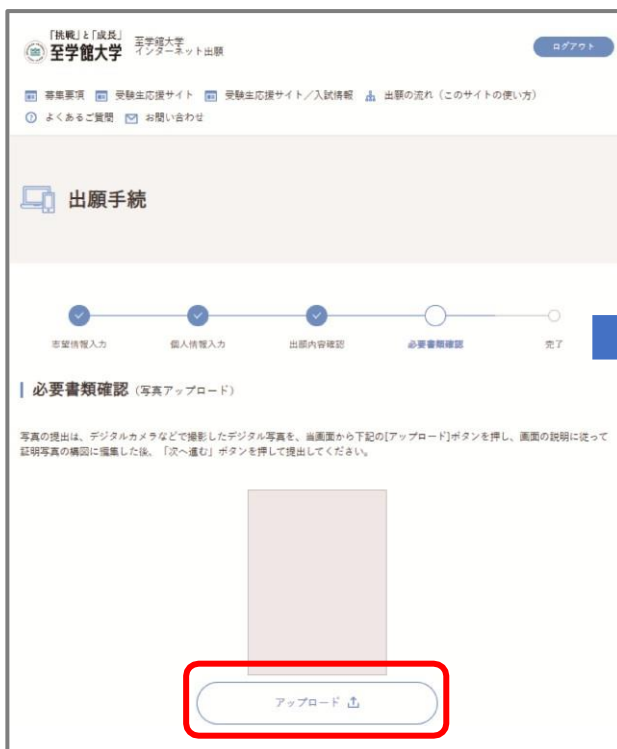 「挑戦」と「成長」
至学館大学
至学館大学
インターネット出願
ログアウト
募集要項 受験生応援サイト 受験生応援サイト/入試情報 出願の流れ(このサイトの使い方)
よくあるご質問 お問い合わせ
出願手続
志望情報入力 個人情報入力 出願内容確認 必要書類確認 完了
必要書類確認(写真アップロード)
写真の提出は、デジタルカメラなどで撮影したデジタル写真を、当画面から下記の[アップロード]ボタンを押し、画面の説明に従って
証明写真の構図に編集した後、「次へ進む」ボタンを押して提出してください。
アップロード